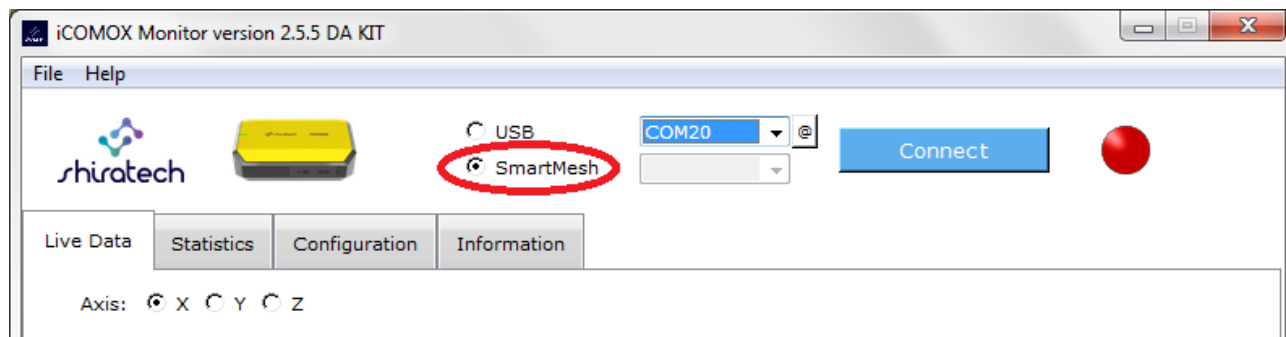 iCOMOX Monitor version 2.5.5 DA KIT
File Help
USB COM20 @
SmartMesh
Connect
shiratech
Live Data Statistics Configuration Information
Axis: X Y Z